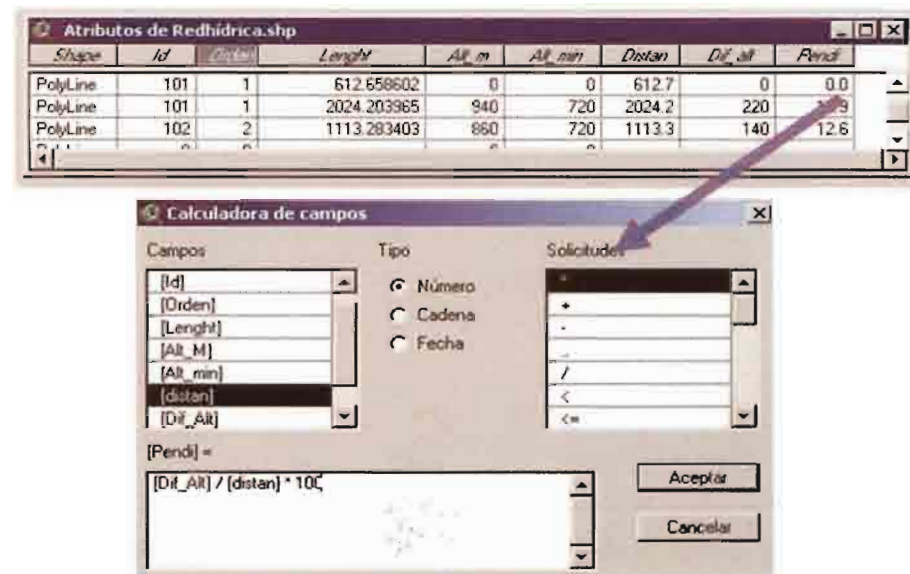 Atributos de Redhídrica.shp
Shape Id Lenght Alt_m Alt_min Distan Dif_alt Pendi
PolyLine 101 1 612.658602 0 0 612.7 0 0.0
PolyLine 101 1 2024.203965 940 720 2024.2 220
PolyLine 102 2 1113.283403 860 720 1113.3 140 12.6
Calculadora de campos
Campos Tipo Solicitudes
[Id]
[Orden]
[Lenght]
[Alt_M]
[Alt_min]
[distan]
[Dif_Alt]
Número
Cadena
Fecha
*
+
-
/
<
<=
[Pendi] =
[Dif_Alt] / [distan] * 100
Aceptar
Cancelar